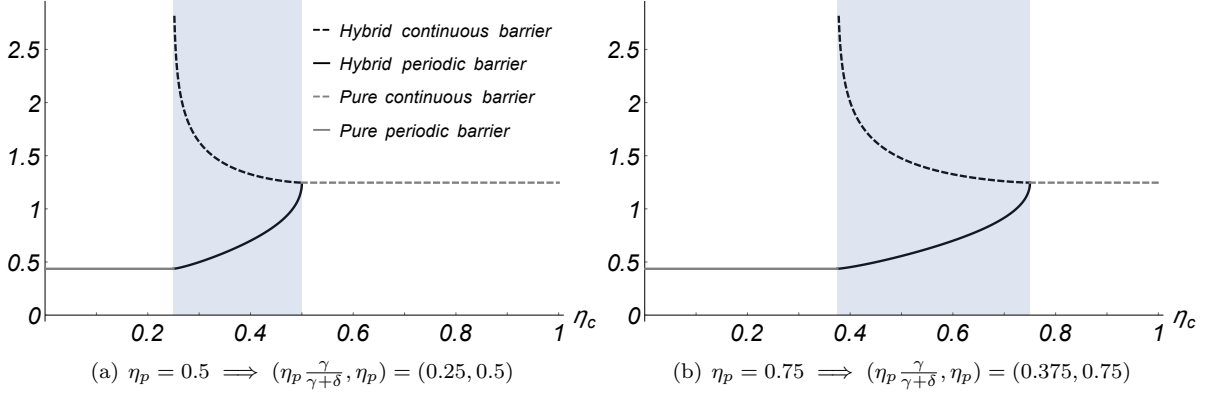 2.5
2
1.5
1
0.5
0
0.2 0.4 0.6 0.8 1 η_c
Hybrid continuous barrier
Hybrid periodic barrier
Pure continuous barrier
Pure periodic barrier
(a) η_p = 0.5 ⟹ (η_p γ/(γ+δ), η_p) = (0.25, 0.5)
2.5
2
1.5
1
0.5
0
0.2 0.4 0.6 0.8 1 η_c
(b) η_p = 0.75 ⟹ (η_p γ/(γ+δ), η_p) = (0.375, 0.75)